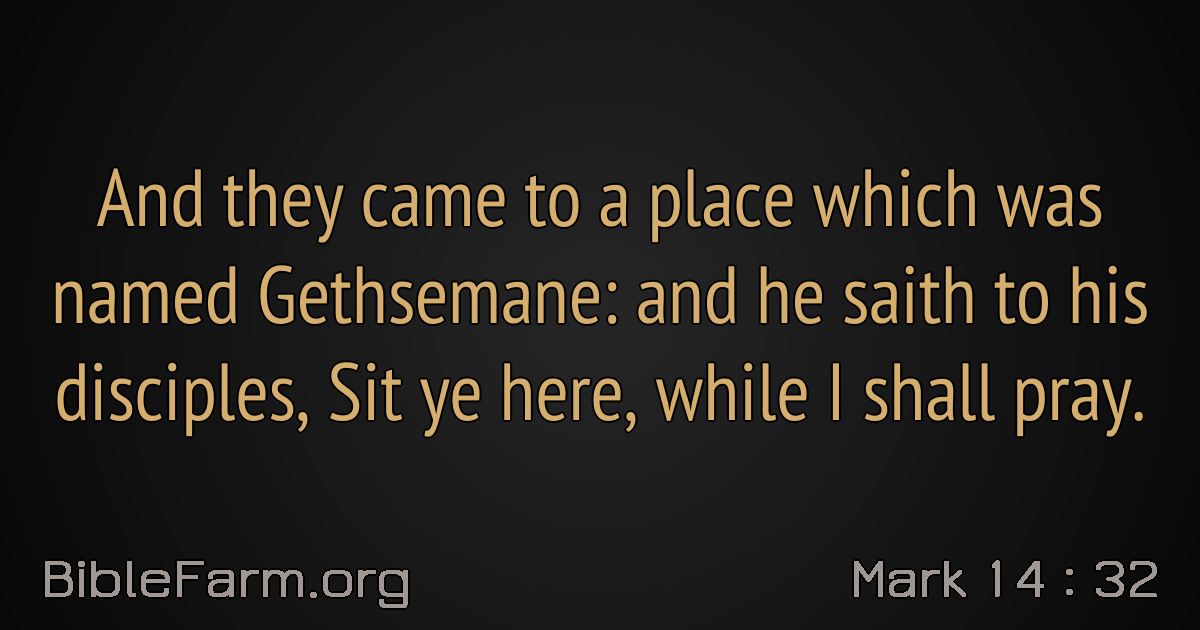 And they came to a place which was
named Gethsemane: and he saith to his
disciples, Sit ye here, while I shall pray.
BibleFarm.org
Mark 14 : 32